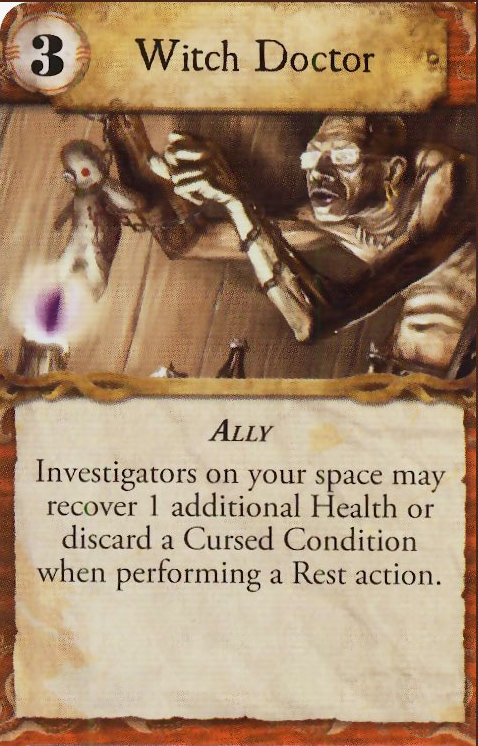 3
Witch Doctor
Ally
Investigators on your space may
recover 1 additional Health or
discard a Cursed Condition
when performing a Rest action.